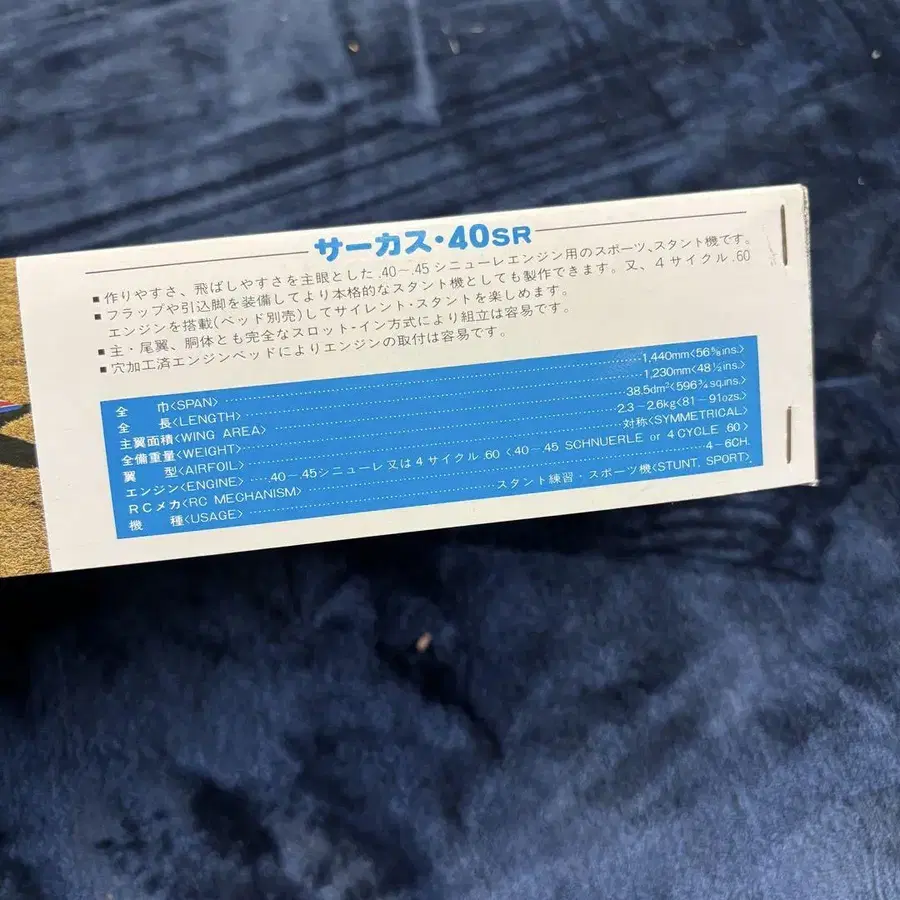 サーカス・40SR
■作りやすさ、飛ばしやすさを主眼とした.40〜.45シニューレエンジン用のスポーツ、スタント機です。
■フラップや引込脚を装備してより本格的なスタント機としても製作できます。又、4サイクル.60
エンジンを搭載(ベッド別売)してサイレント・スタントを楽しめます。
■主・尾翼、胴体とも完全なスロット・イン方式により組立は容易です。
■穴加工済エンジンベッドによりエンジンの取付は容易です。
全 巾<SPAN> 1,440mm<56⅝ins.>
全 長<LENGTH> 1,230mm<48½ins.>
主翼面積<WING AREA> 38.5dm²<596¾sq.ins.>
全備重量<WEIGHT> 2.3－2.6kg<81－91ozs.>
翼 型<AIRFOIL> 対称<SYMMETRICAL>
エンジン<ENGINE> .40－.45シニューレ又は4サイクル.60<.40－.45 SCHNUERLE or 4 CYCLE .60>
RCメカ<RC MECHANISM> 4－6CH.
機 種<USAGE> スタント練習・スポーツ機<STUNT. SPORT>.